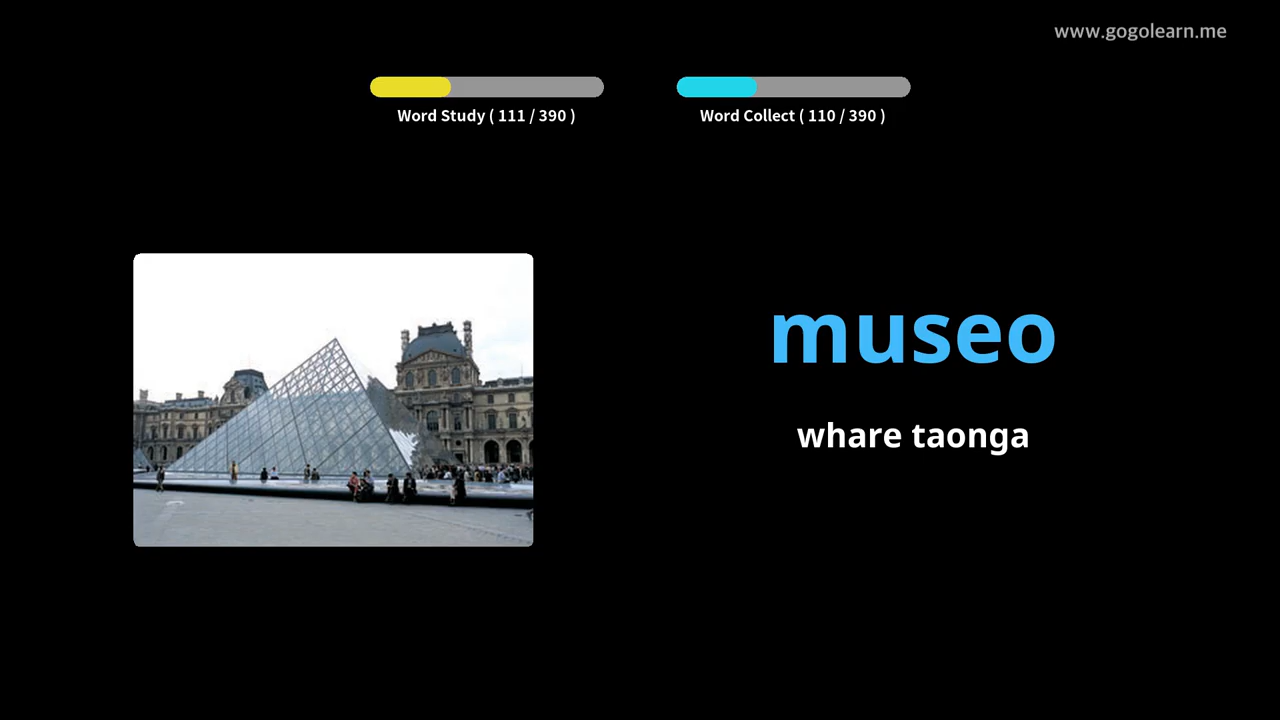 www.gogolearn.me
Word Study ( 111 / 390 )
Word Collect ( 110 / 390 )
museo
whare taonga